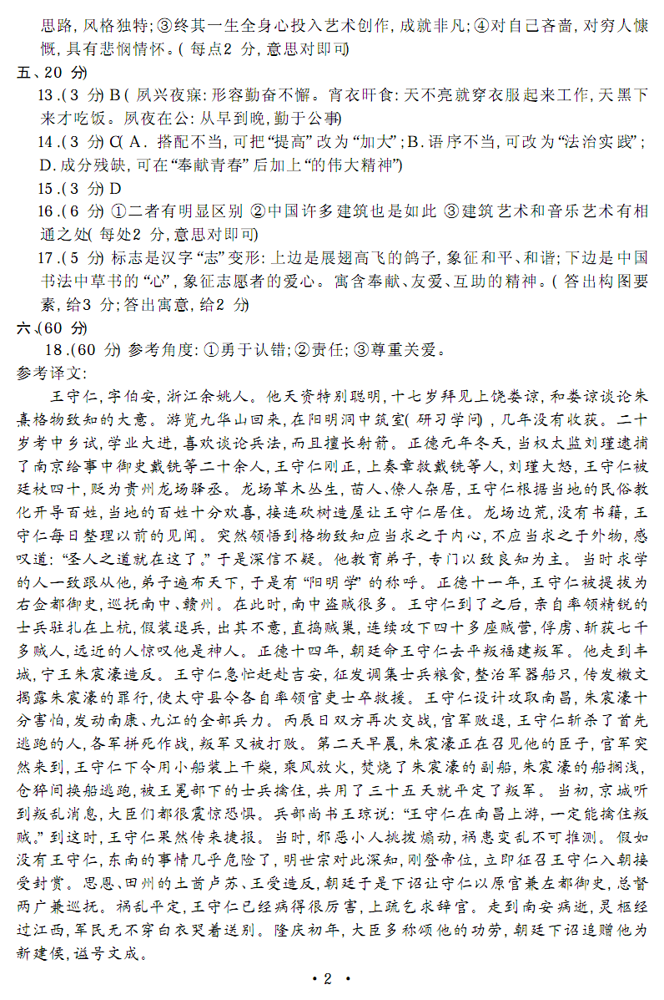 思路,风格独特;③终其一生全身心投入艺术创作,成就非凡;④对自己吝啬,对穷人慷
慨,具有悲悯情怀。(每点2 分,意思对即可)
五、20 分)
13.(3 分)B(夙兴夜寐:形容勤奋不懈。宵衣旰食:天不亮就穿衣服起来工作,天黑下
来才吃饭。夙夜在公:从早到晚,勤于公事)
14.(3 分)C(A. 搭配不当,可把“提高”改为“加大”;B.语序不当,可改为“法治实践”;
D.成分残缺,可在“奉献青春”后加上“的伟大精神”)
15.(3 分)D
16.(6 分)①二者有明显区别 ②中国许多建筑也是如此 ③建筑艺术和音乐艺术有相
通之处(每处2 分,意思对即可)
17.(5 分)标志是汉字“志”变形:上边是展翅高飞的鸽子,象征和平、和谐;下边是中国
书法中草书的“心”,象征志愿者的爱心。寓含奉献、友爱、互助的精神。(答出构图要
素,给3 分;答出寓意,给2 分)
六、(60 分)
18.(60 分)参考角度:①勇于认错;②责任;③尊重关爱。
参考译文:
王守仁,字伯安,浙江余姚人。他天资特别聪明,十七岁拜见上饶娄谅,和娄谅谈论朱
熹格物致知的大意。游览九华山回来,在阳明洞中筑室(研习学问),几年没有收获。二十
岁考中乡试,学业大进,喜欢谈论兵法,而且擅长射箭。正德元年冬天,当权太监刘瑾逮捕
了南京给事中御史戴铣等二十余人,王守仁刚正,上奏章救戴铣等人,刘瑾大怒,王守仁被
廷杖四十,贬为贵州龙场驿丞。龙场草木丛生,苗人、僚人杂居,王守仁根据当地的民俗教
化开导百姓,当地的百姓十分欢喜,接连砍树造屋让王守仁居住。龙场边荒,没有书籍,王
守仁每日整理以前的见闻。突然领悟到格物致知应当求之于内心,不应当求之于外物,感
叹道:“圣人之道就在这了。”于是深信不疑。他教育弟子,专门以致良知为主。当时求学
的人一致跟从他,弟子遍布天下,于是有“阳明学”的称呼。正德十一年,王守仁被提拔为
右佥都御史,巡抚南中、赣州。在此时,南中盗贼很多。王守仁到了之后,亲自率领精锐的
士兵驻扎在上杭,假装退兵,出其不意,直捣贼巢,连续攻下四十多座贼营,俘虏、斩获七千
多贼人,远近的人惊叹他是神人。正德十四年,朝廷命王守仁去平叛福建叛军。他走到丰
城,宁王朱宸濠造反。王守仁急忙赶赴吉安,征发调集士兵粮食,整治军器船只,传发檄文
揭露朱宸濠的罪行,使太守县令各自率领官吏士卒救援。王守仁设计攻取南昌,朱宸濠十
分害怕,发动南康、九江的全部兵力。丙辰日双方再次交战,官军败退,王守仁斩杀了首先
逃跑的人,各军拼死作战,叛军又被打败。第二天早晨,朱宸濠正在召见他的臣子,官军突
然来到,王守仁下令用小船装上干柴,乘风放火,焚烧了朱宸濠的副船,朱宸濠的船搁浅,
仓猝间换船逃跑,被王冕部下的士兵擒住,共用了三十五天就平定了叛军。当初,京城听
到叛乱消息,大臣们都很震惊恐惧。兵部尚书王琼说:“王守仁在南昌上游,一定能擒住叛
贼。”到这时,王守仁果然传来捷报。当时,邪恶小人挑拨煽动,祸患变乱不可推测。假如
没有王守仁,东南的事情几乎危险了,明世宗对此深知,刚登帝位,立即征召王守仁入朝接
受封赏。思恩、田州的土酋卢苏、王受造反,朝廷于是下诏让守仁以原官兼左都御史,总督
两广兼巡抚。祸乱平定,王守仁已经病得很厉害,上疏乞求辞官。走到南安病逝,灵柩经
过江西,军民无不穿白衣哭着送别。隆庆初年,大臣多称颂他的功劳,朝廷下诏追赠他为
新建侯,谥号文成。
· 2 ·